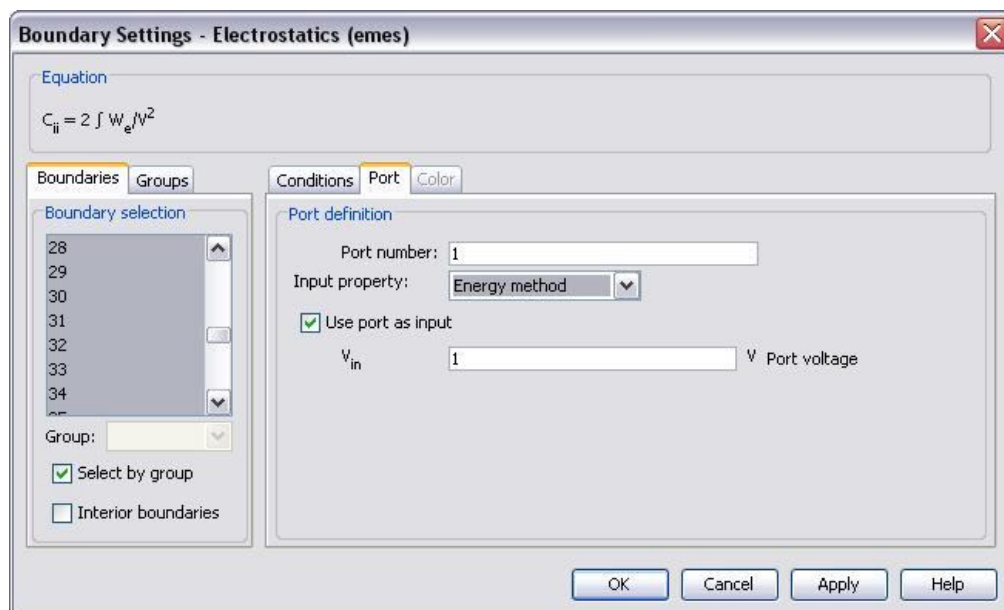 Boundary Settings - Electrostatics (emes)
Equation
C_ii = 2 ∫ W_e/V^2
Boundaries Groups
Boundary selection
28
29
30
31
32
33
34
Group:
Select by group
Interior boundaries
Conditions Port Color
Port definition
Port number: 1
Input property: Energy method
Use port as input
V_in 1 V Port voltage
OK Cancel Apply Help